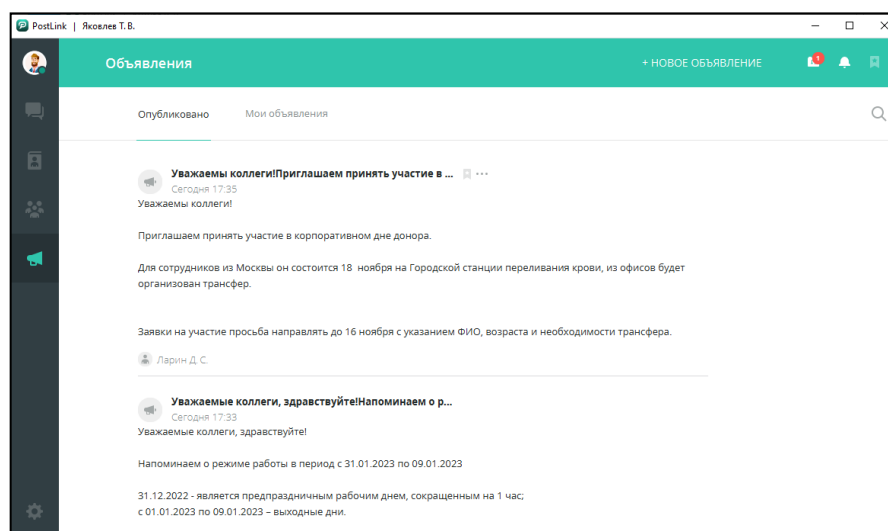 PostLink | Яковлев Т. В.
Объявления
+ НОВОЕ ОБЪЯВЛЕНИЕ
1
Опубликовано
Мои объявления
Уважаемы коллеги!Приглашаем принять участие в ...
Сегодня 17:35
Уважаемы коллеги!
Приглашаем принять участие в корпоративном дне донора.
Для сотрудников из Москвы он состоится 18 ноября на Городской станции переливания крови, из офисов будет
организован трансфер.
Заявки на участие просьба направлять до 16 ноября с указанием ФИО, возраста и необходимости трансфера.
Ларин Д. С.
Уважаемые коллеги, здравствуйте!Напоминаем о р...
Сегодня 17:33
Уважаемые коллеги, здравствуйте!
Напоминаем о режиме работы в период с 31.01.2023 по 09.01.2023
31.12.2022 - является предпраздничным рабочим днем, сокращенным на 1 час;
с 01.01.2023 по 09.01.2023 – выходные дни.